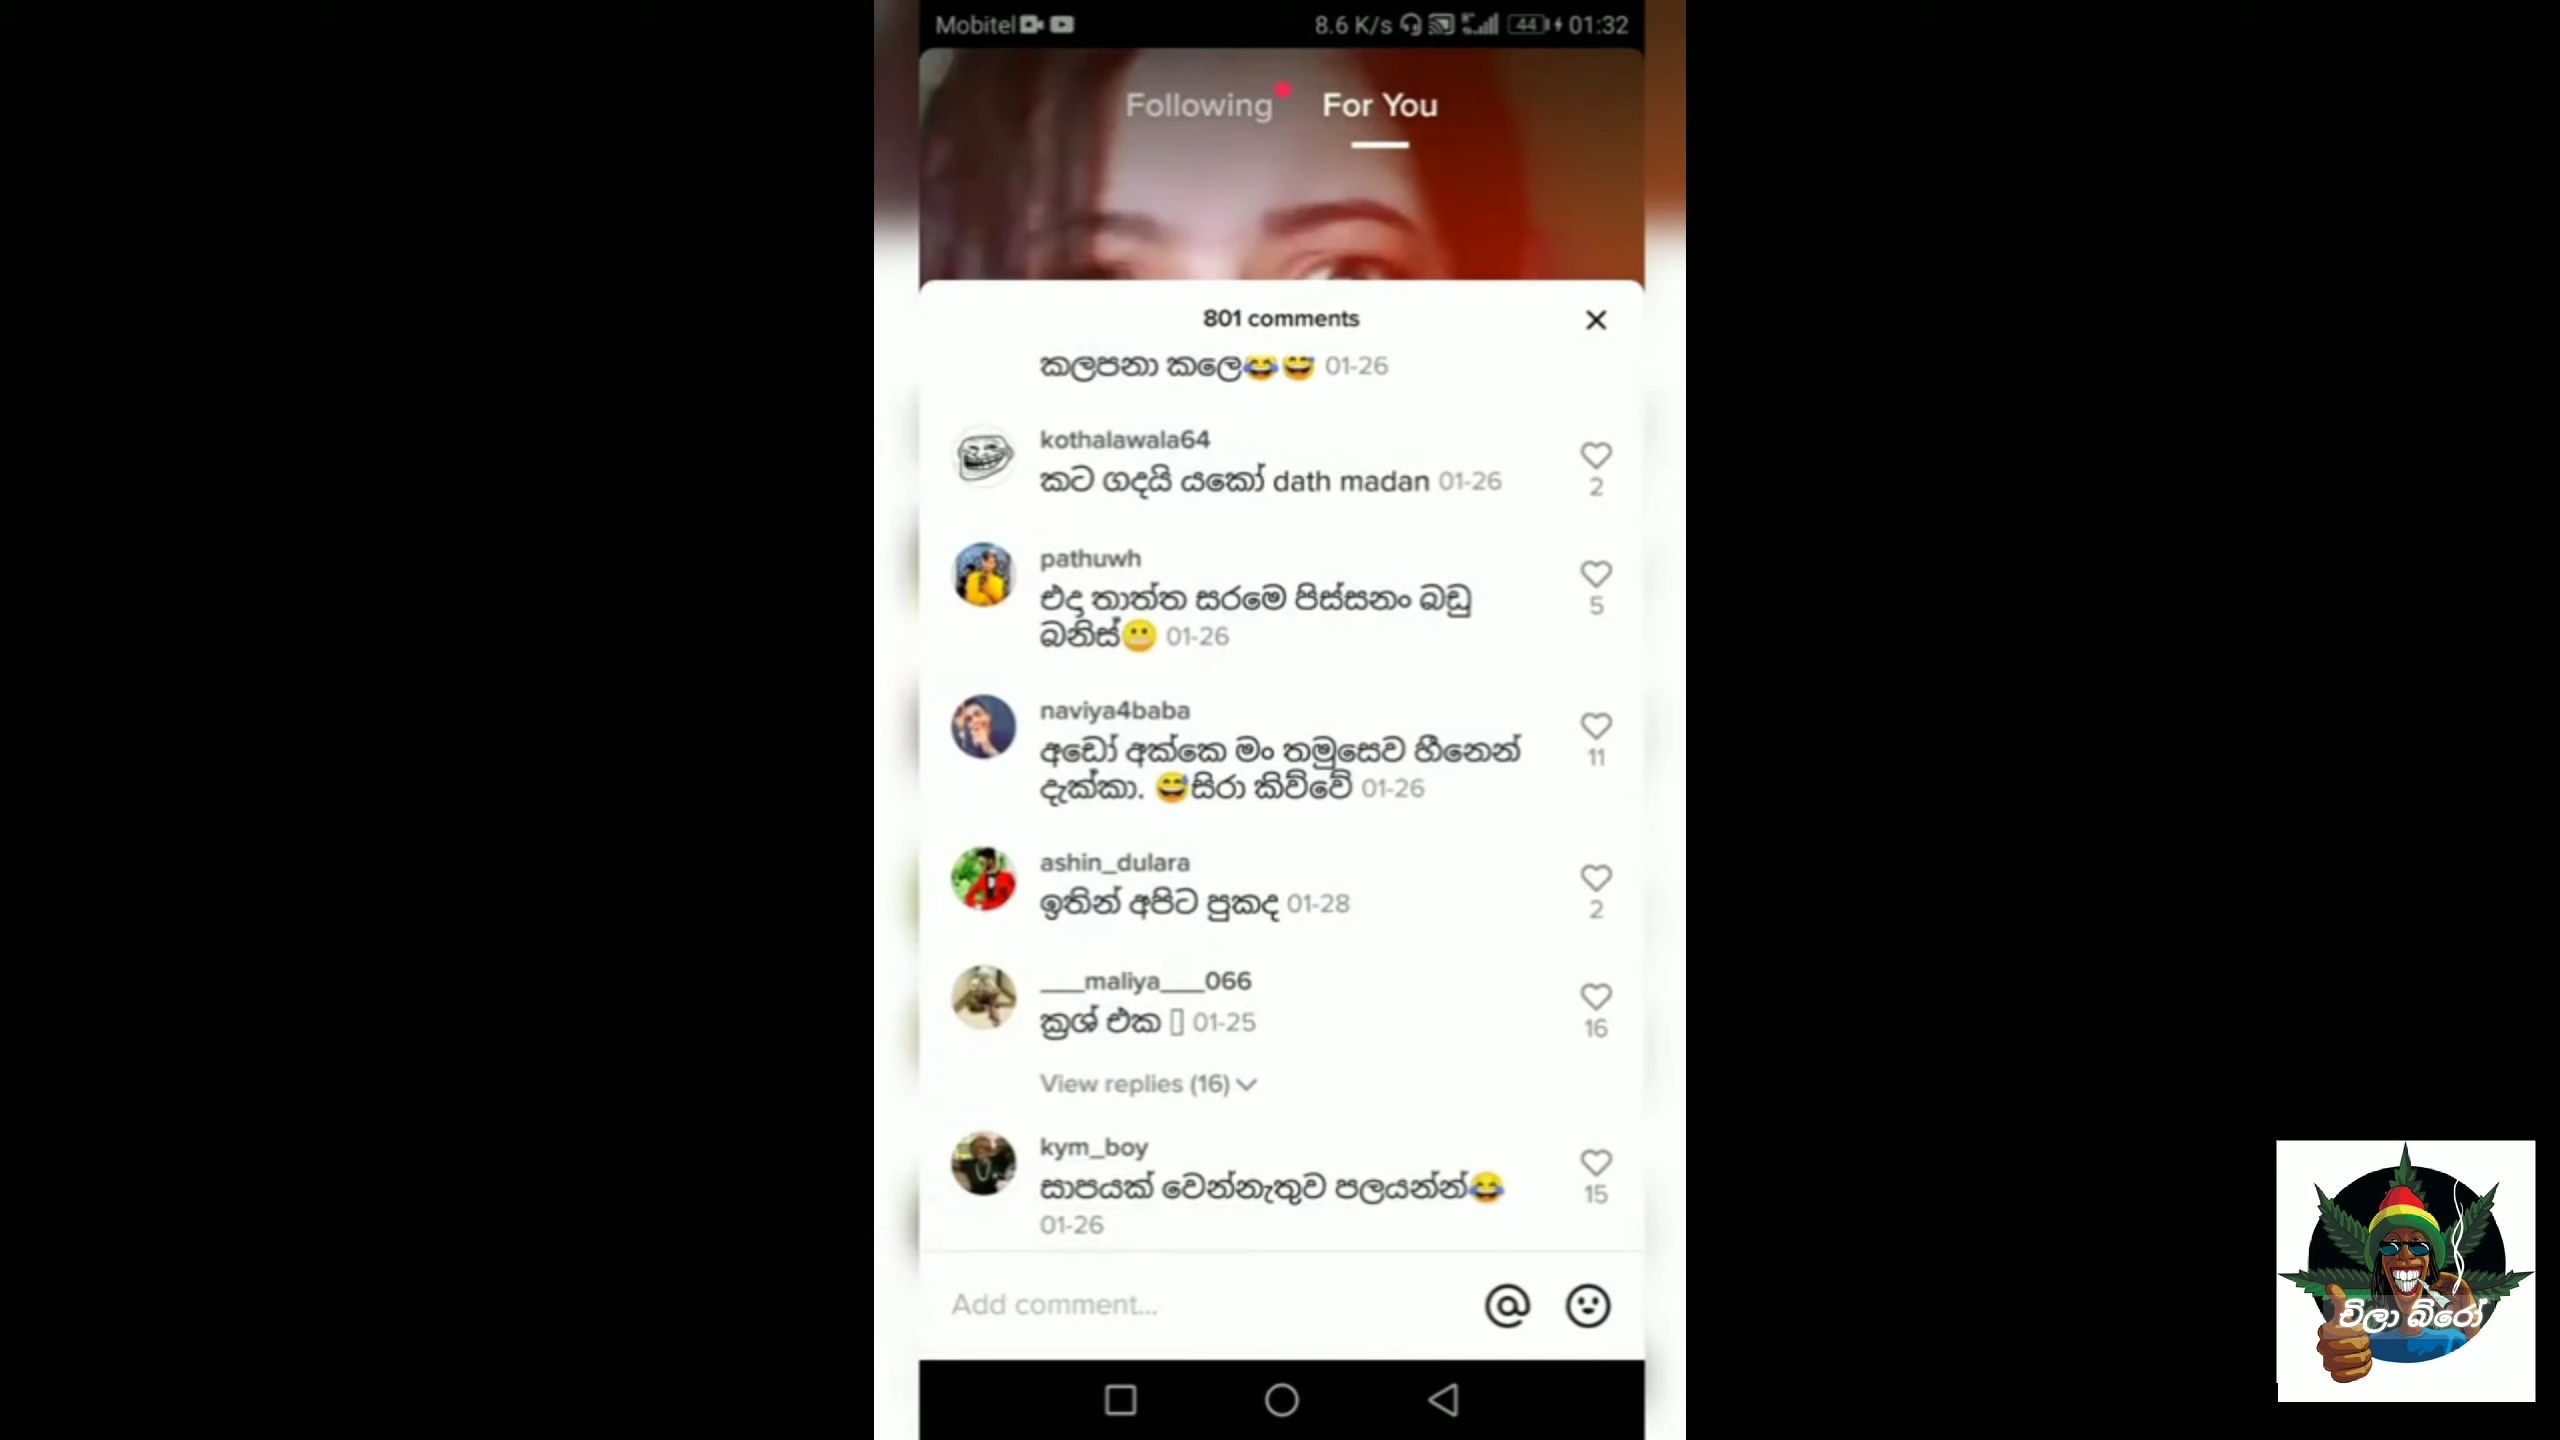 Mobitel 8.6 K/s 44 01:32
Following For You
801 comments
කලපනා කලෙ😂😅 01-26
kothalawala64
කට ගදයි යකෝ dath madan 01-26
2
pathuwh
එදා තාත්ත සරමෙ පිස්සනං බඩු
බනිස්😬 01-26
5
naviya4baba
අඩෝ අක්කෙ මං තමුසෙව හීනෙන්
දැක්කා. 😅සිරා කිව්වේ 01-26
11
ashin_dulara
ඉතින් අපිට පුකද 01-28
2
___maliya___066
ක්‍රශ් එක 01-25
16
View replies (16)
kym_boy
සාපයක් වෙන්නැතුව පලයන්න්😂
01-26
15
Add comment...
චිලා බ්රෝ